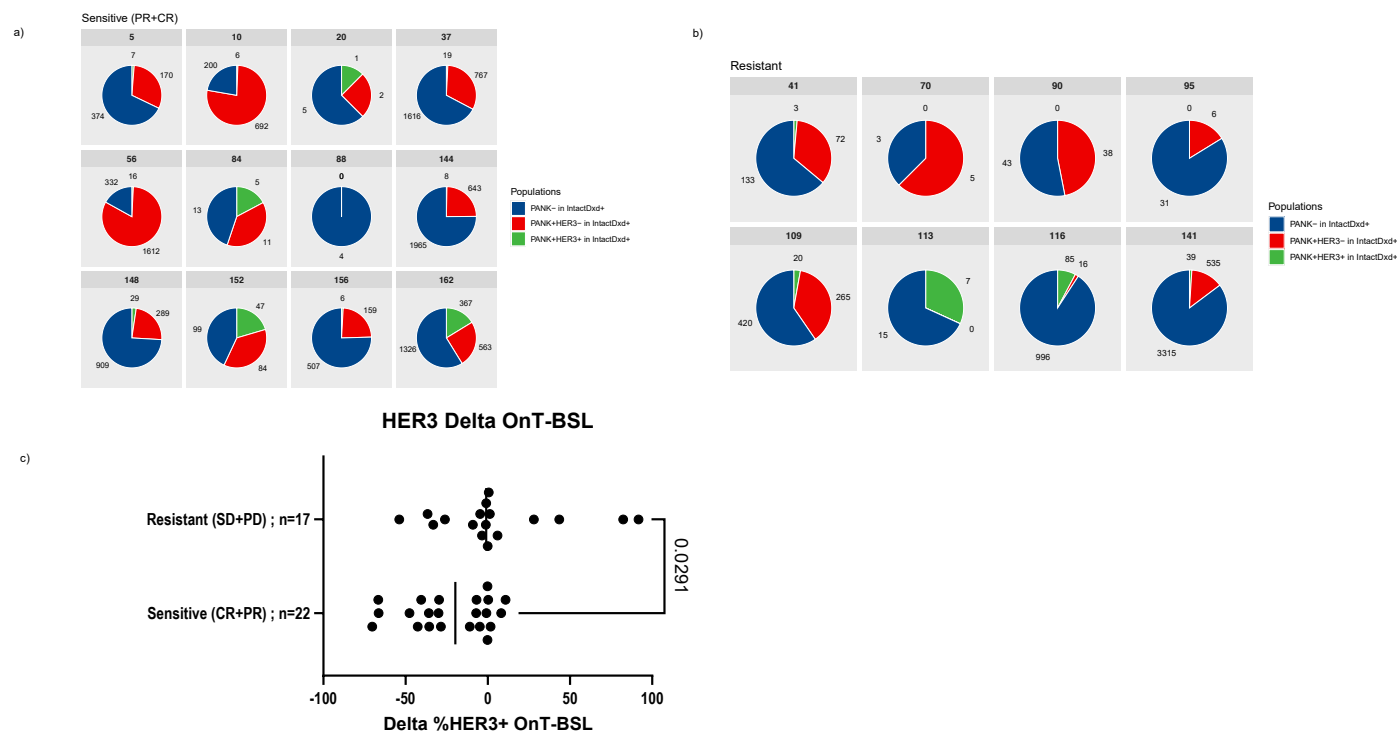 a)
Sensitive (PR+CR)
5 10 20 37
7 170 374
6 200 692
1 2 5
19 767 1616
56 84 88 144
16 332 1612
5 13 11
0 4
8 643 1965
148 152 156 162
29 289 909
47 99 84
6 159 507
367 563 1326
Populations
PANK− in IntactDxd+
PANK+HER3− in IntactDxd+
PANK+HER3+ in IntactDxd+
b)
Resistant
41 70 90 95
3 72 133
0 3 5
0 43 38
0 6 31
109 113 116 141
20 265 420
7 0 15
85 16 996
39 535 3315
Populations
PANK− in IntactDxd+
PANK+HER3− in IntactDxd+
PANK+HER3+ in IntactDxd+
c)
HER3 Delta OnT-BSL
Resistant (SD+PD) ; n=17
Sensitive (CR+PR) ; n=22
0.0291
-100 -50 0 50 100
Delta %HER3+ OnT-BSL